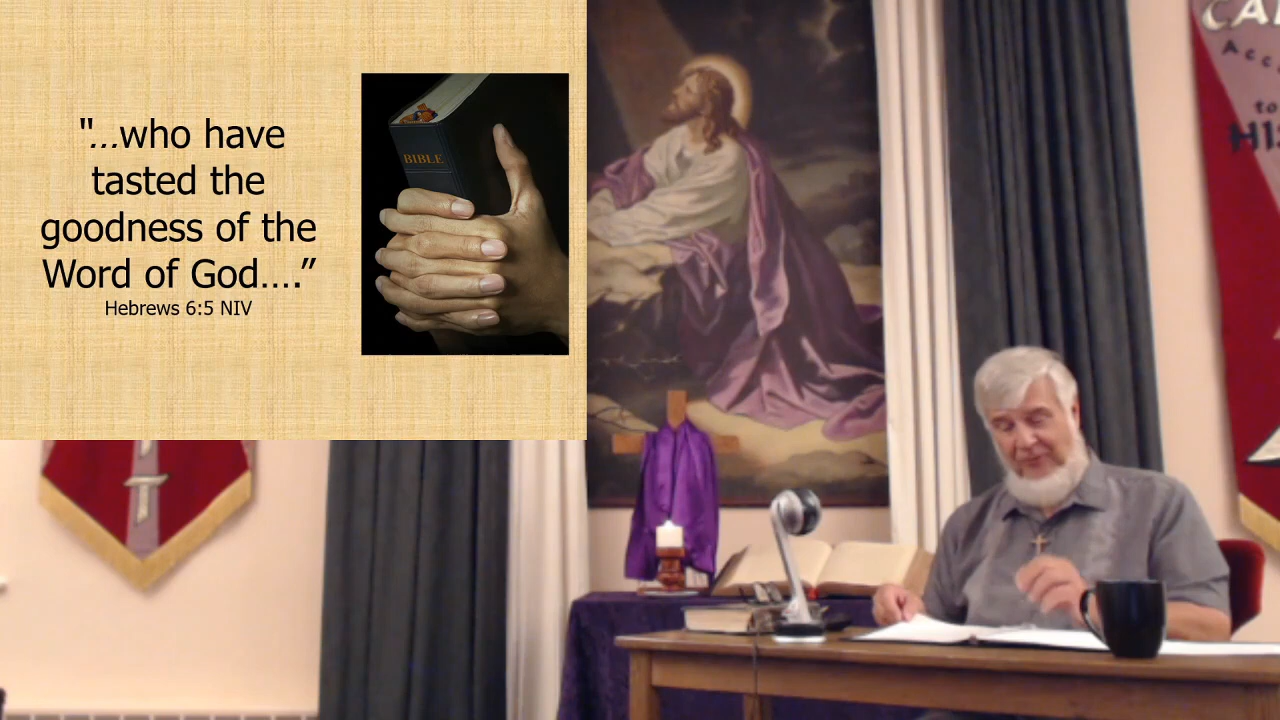 "…who have
tasted the
goodness of the
Word of God….”
Hebrews 6:5 NIV
BIBLE